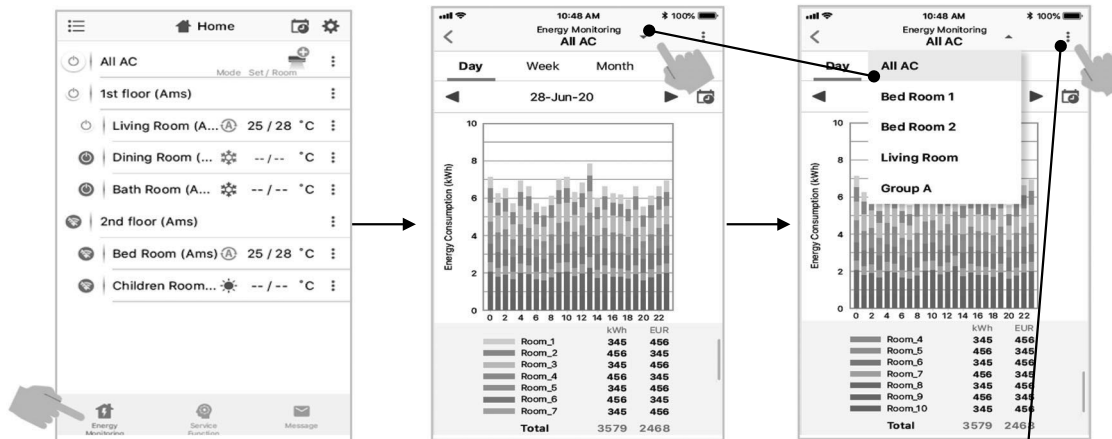 Home
All AC
Mode Set / Room
1st floor (Ams)
Living Room (A... A 25 / 28 °C
Dining Room (... -- / -- °C
Bath Room (A... -- / -- °C
2nd floor (Ams)
Bed Room (Ams) A 25 / 28 °C
Children Room... -- / -- °C
Energy
Monitoring
Service
Function
Message
10:48 AM 100%
Energy Monitoring
All AC
Day Week Month
28-Jun-20
Energy Consumption (kWh)
10
8
6
4
2
0
0 2 4 6 8 10 12 14 16 18 20 22
kWh EUR
Room_1 345 456
Room_2 456 345
Room_3 345 456
Room_4 456 345
Room_5 345 456
Room_6 456 345
Room_7 456 345
Total 3579 2468
10:48 AM 100%
Energy Monitoring
All AC
Day
All AC
Bed Room 1
Bed Room 2
Living Room
Group A
Energy Consumption (kWh)
10
8
6
4
2
0
0 2 4 6 8 10 12 14 16 18 20 22
kWh EUR
Room_4 345 456
Room_5 456 345
Room_6 345 456
Room_7 456 345
Room_8 345 456
Room_9 456 345
Room_10 345 456
Total 3579 2468